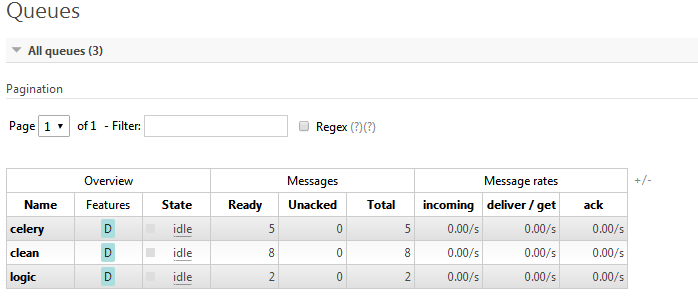 Queues
All queues (3)
Pagination
Page 1 of 1 - Filter: Regex (?)(?)
Overview Messages Message rates +/-
Name Features State Ready Unacked Total incoming deliver / get ack
celery D idle 5 0 5 0.00/s 0.00/s 0.00/s
clean D idle 8 0 8 0.00/s 0.00/s 0.00/s
logic D idle 2 0 2 0.00/s 0.00/s 0.00/s